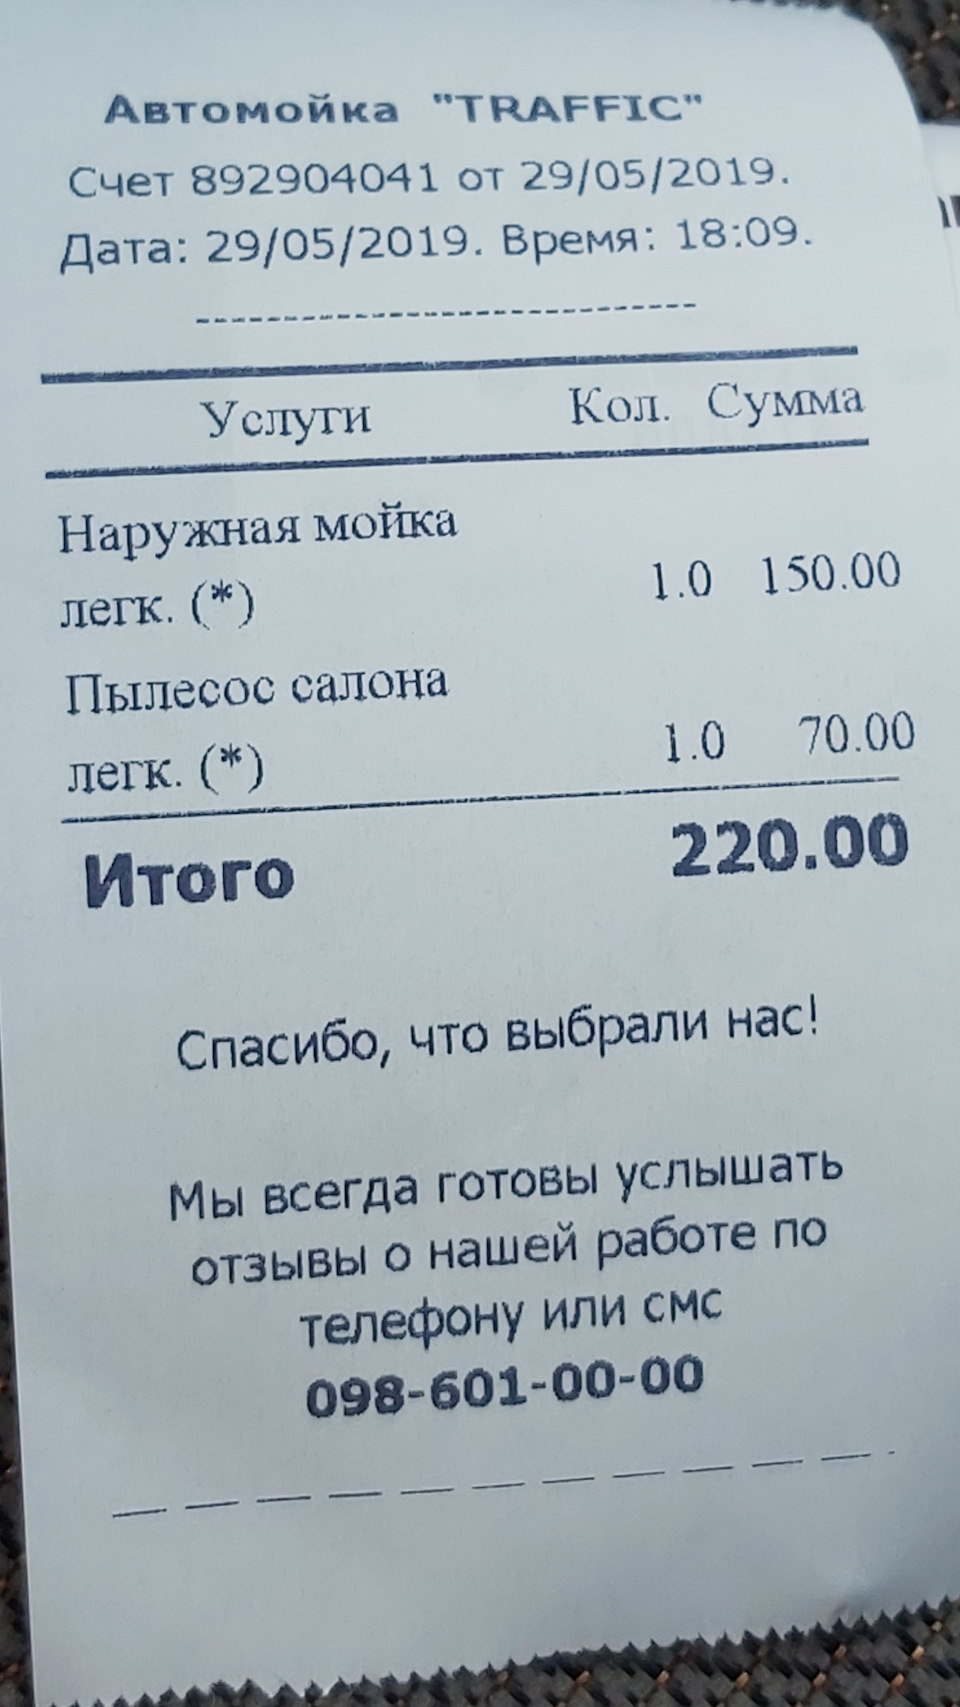 Автомойка "TRAFFIC"
Счет 892904041 от 29/05/2019.
Дата: 29/05/2019. Время: 18:09.
Услуги Кол. Сумма
Наружная мойка
легк. (*) 1.0 150.00
Пылесос салона
легк. (*) 1.0 70.00
Итого 220.00
Спасибо, что выбрали нас!
Мы всегда готовы услышать
отзывы о нашей работе по
телефону или смс
098-601-00-00